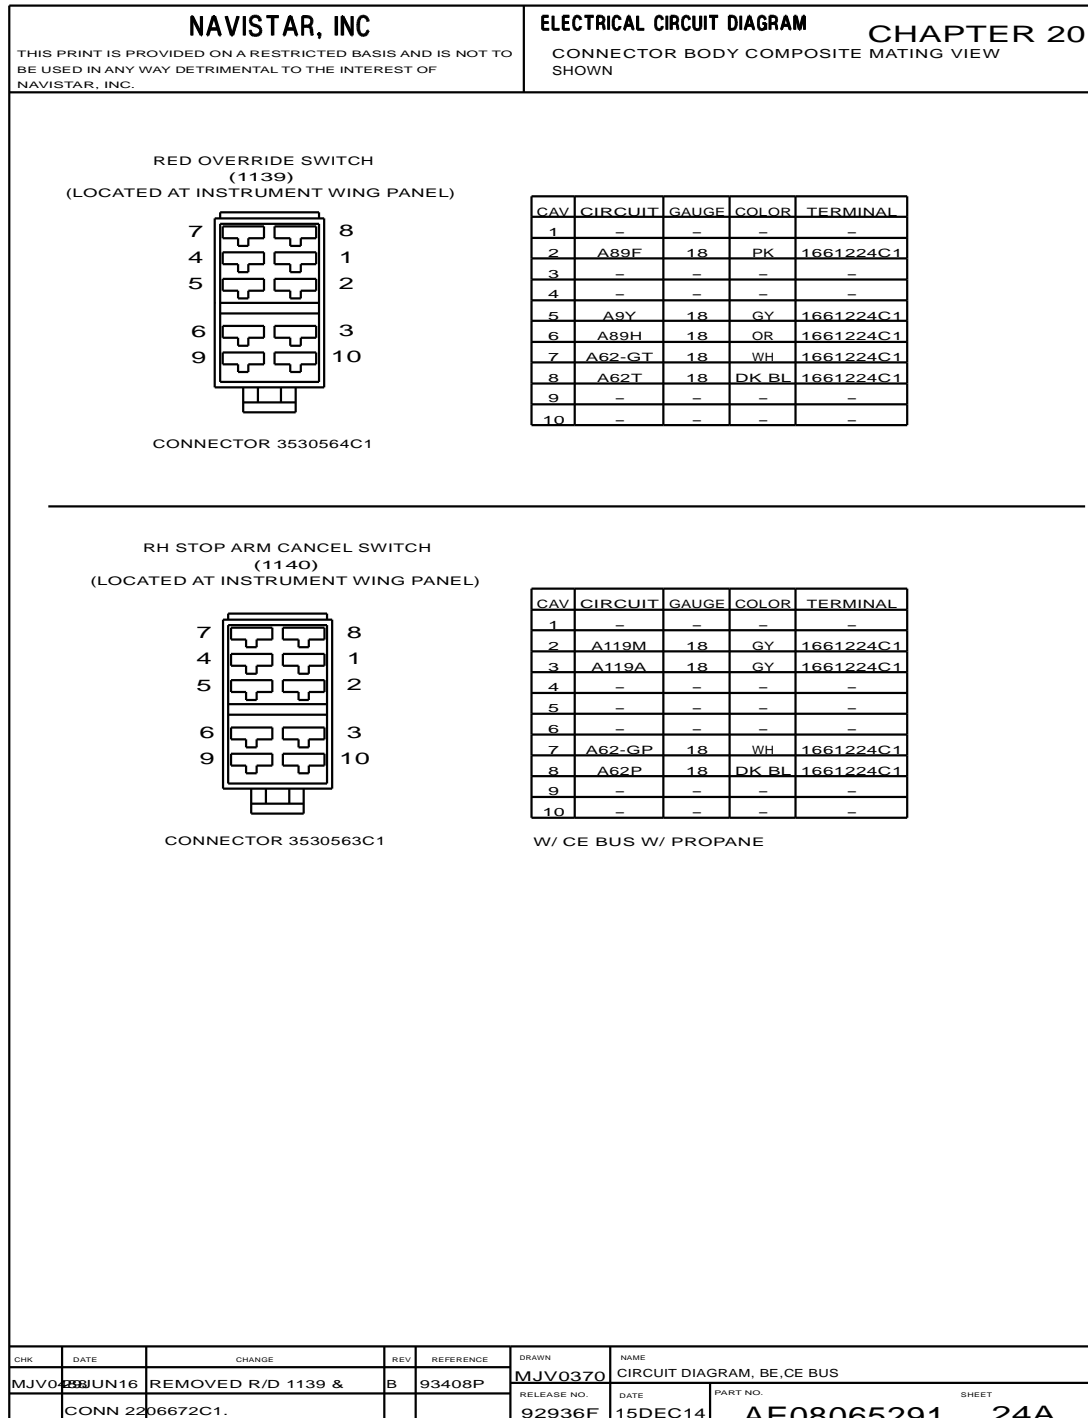 NAVISTAR, INC
THIS PRINT IS PROVIDED ON A RESTRICTED BASIS AND IS NOT TO
BE USED IN ANY WAY DETRIMENTAL TO THE INTEREST OF
NAVISTAR, INC.
ELECTRICAL CIRCUIT DIAGRAM
CHAPTER 20
CONNECTOR BODY COMPOSITE MATING VIEW
SHOWN
RED OVERRIDE SWITCH
(1139)
(LOCATED AT INSTRUMENT WING PANEL)
7 8
4 1
5 2
6 3
9 10
CONNECTOR 3530564C1
CAV CIRCUIT GAUGE COLOR TERMINAL
1 – – – –
2 A89F 18 PK 1661224C1
3 – – – –
4 – – – –
5 A9Y 18 GY 1661224C1
6 A89H 18 OR 1661224C1
7 A62-GT 18 WH 1661224C1
8 A62T 18 DK BL 1661224C1
9 – – – –
10 – – – –
RH STOP ARM CANCEL SWITCH
(1140)
(LOCATED AT INSTRUMENT WING PANEL)
7 8
4 1
5 2
6 3
9 10
CONNECTOR 3530563C1
CAV CIRCUIT GAUGE COLOR TERMINAL
1 – – – –
2 A119M 18 GY 1661224C1
3 A119A 18 GY 1661224C1
4 – – – –
5 – – – –
6 – – – –
7 A62-GP 18 WH 1661224C1
8 A62P 18 DK BL 1661224C1
9 – – – –
10 – – – –
W/ CE BUS W/ PROPANE
CHK DATE CHANGE REV REFERENCE
REMOVED R/D 1139 & B 93408P
CONN 2206672C1.
DRAWN
MJV0370
NAME
CIRCUIT DIAGRAM, BE,CE BUS
RELEASE NO.
92936F
DATE
15DEC14
PART NO.
AE08065291
SHEET
24A